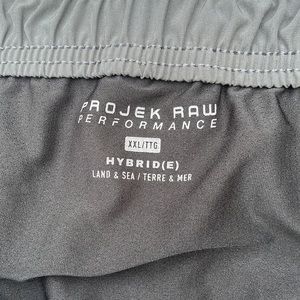 PROJEK RAW
PERFORMANCE
XXL/TTG
HYBRID(E)
LAND & SEA / TERRE & MER